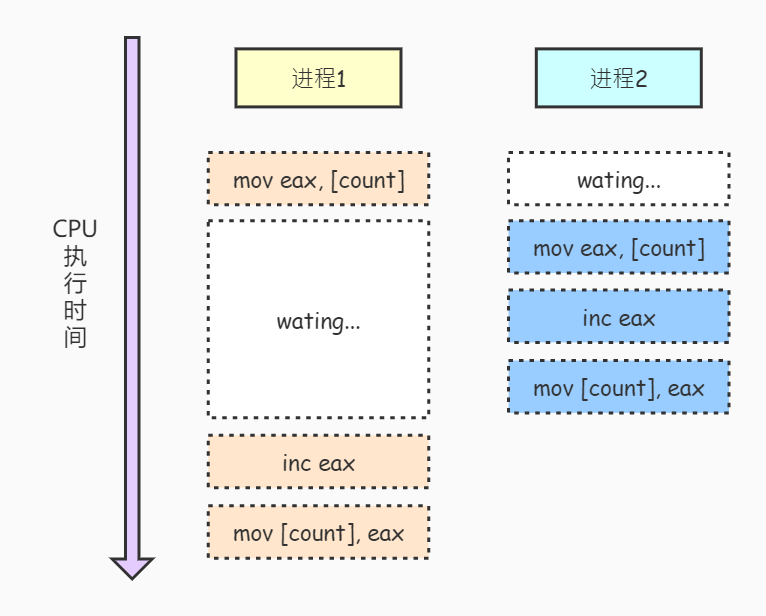 进程1
进程2
mov eax, [count]
wating...
CPU
执
行
时
间
mov eax, [count]
wating...
inc eax
mov [count], eax
inc eax
mov [count], eax